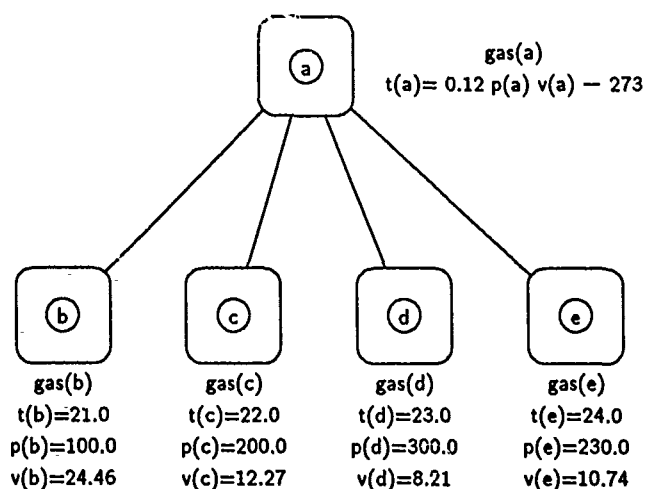 a
gas(a)
t(a)= 0.12 p(a) v(a) − 273
b
c
d
e
gas(b)
gas(c)
gas(d)
gas(e)
t(b)=21.0
t(c)=22.0
t(d)=23.0
t(e)=24.0
p(b)=100.0
p(c)=200.0
p(d)=300.0
p(e)=230.0
v(b)=24.46
v(c)=12.27
v(d)=8.21
v(e)=10.74